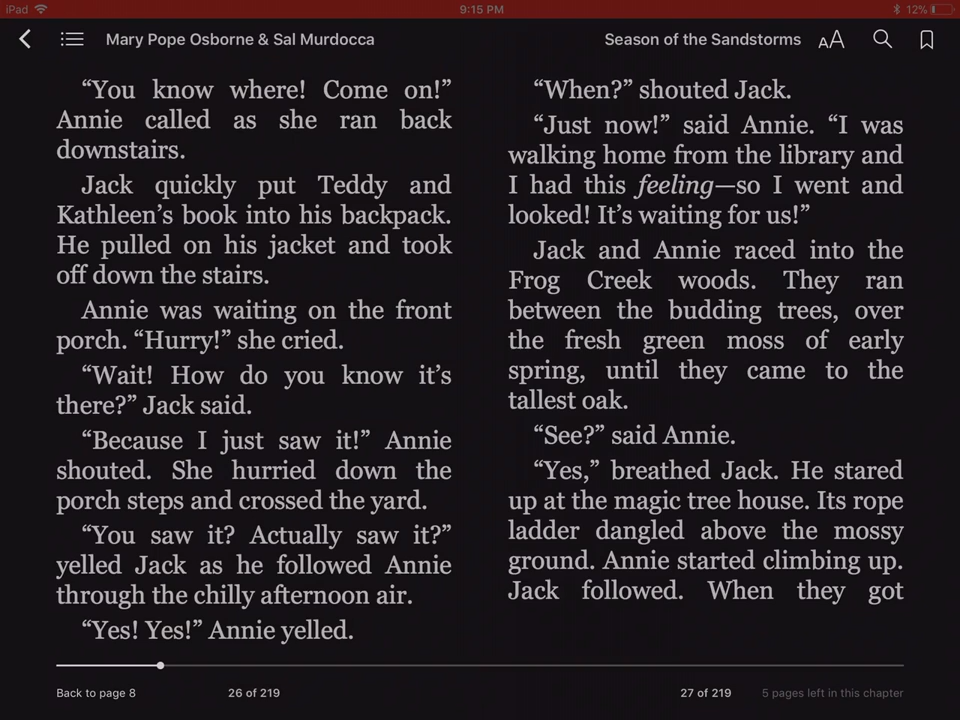 iPad
9:15 PM
12%
Mary Pope Osborne & Sal Murdocca
Season of the Sandstorms
AA
“You know where! Come on!”
Annie called as she ran back
downstairs.
Jack quickly put Teddy and
Kathleen’s book into his backpack.
He pulled on his jacket and took
off down the stairs.
Annie was waiting on the front
porch. “Hurry!” she cried.
“Wait! How do you know it’s
there?” Jack said.
“Because I just saw it!” Annie
shouted. She hurried down the
porch steps and crossed the yard.
“You saw it? Actually saw it?”
yelled Jack as he followed Annie
through the chilly afternoon air.
“Yes! Yes!” Annie yelled.
“When?” shouted Jack.
“Just now!” said Annie. “I was
walking home from the library and
I had this feeling—so I went and
looked! It’s waiting for us!”
Jack and Annie raced into the
Frog Creek woods. They ran
between the budding trees, over
the fresh green moss of early
spring, until they came to the
tallest oak.
“See?” said Annie.
“Yes,” breathed Jack. He stared
up at the magic tree house. Its rope
ladder dangled above the mossy
ground. Annie started climbing up.
Jack followed. When they got
Back to page 8
26 of 219
27 of 219
5 pages left in this chapter